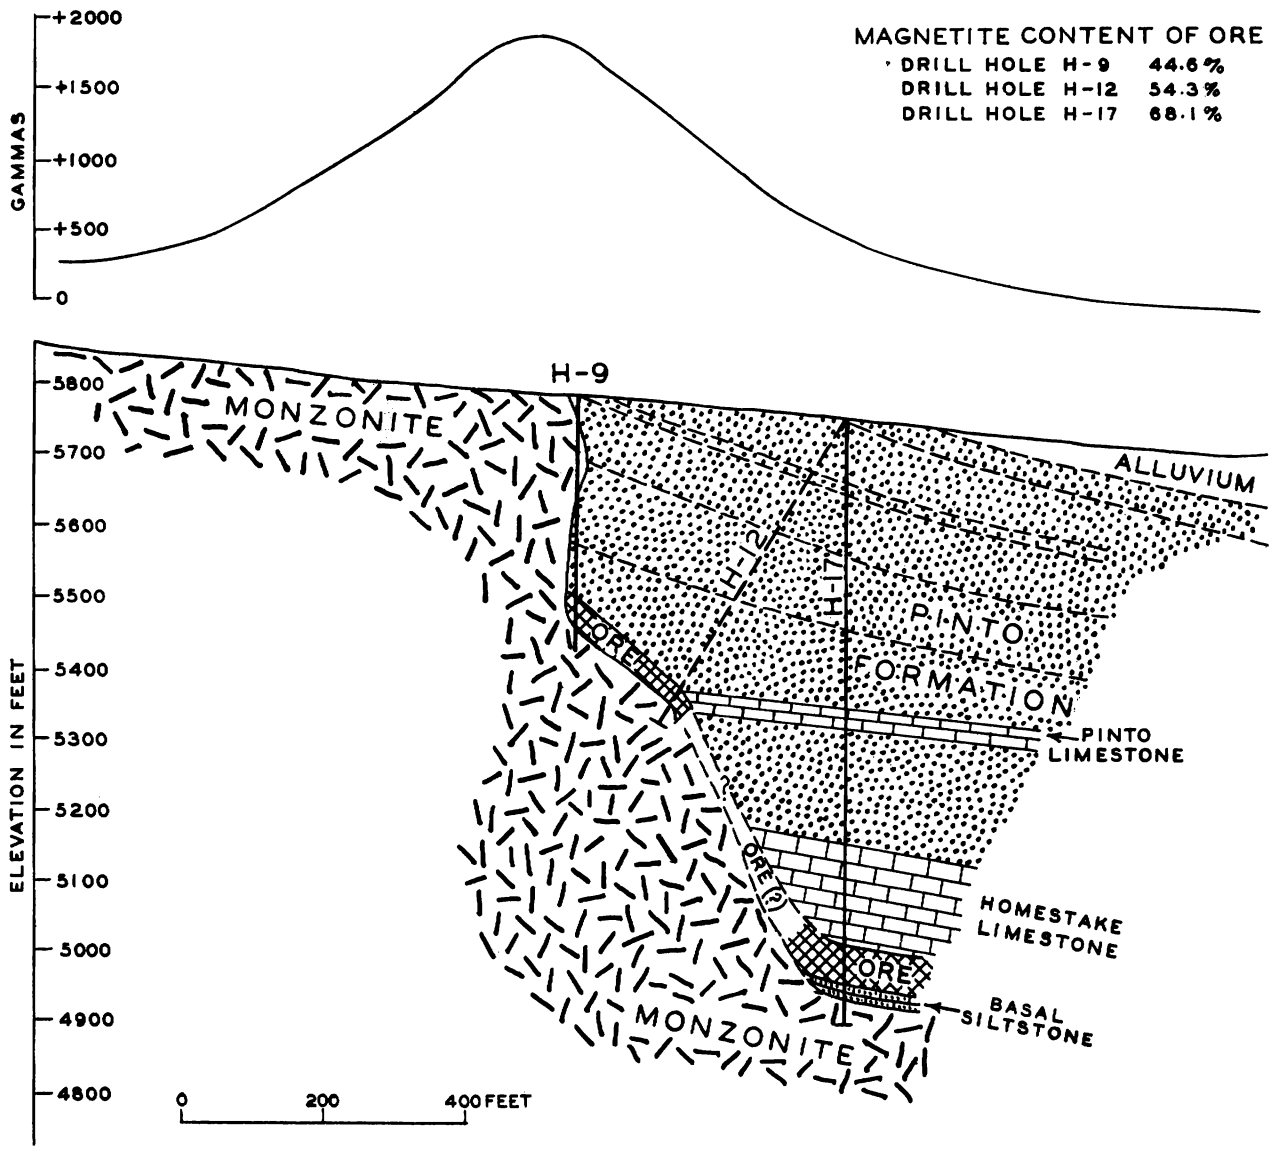 +2000
+1500
+1000
+500
0
GAMMAS
MAGNETITE CONTENT OF ORE
DRILL HOLE H-9 44.6%
DRILL HOLE H-12 54.3%
DRILL HOLE H-17 68.1%
H-9
5800
5700
5600
5500
5400
5300
5200
5100
5000
4900
4800
ELEVATION IN FEET
MONZONITE
ALLUVIUM
H-12
H-17
PINTO
FORMATION
ORE
PINTO
LIMESTONE
ORE(?)
HOMESTAKE
LIMESTONE
ORE
BASAL
SILTSTONE
MONZONITE
0 200 400 FEET